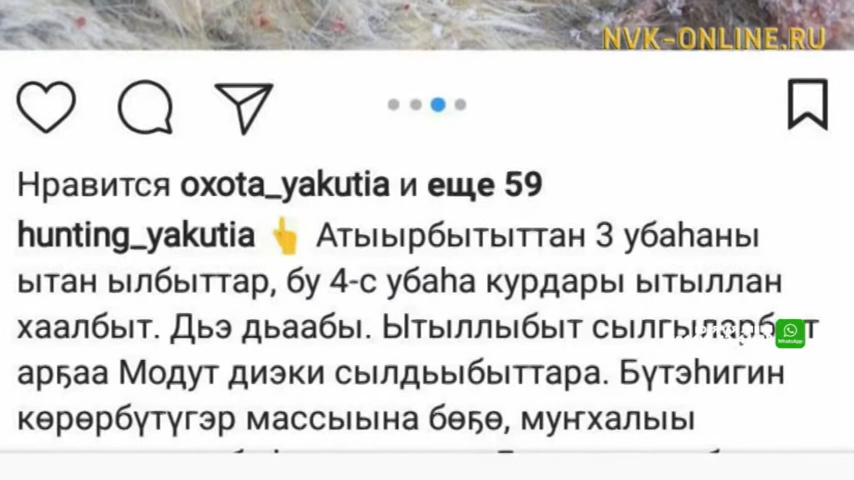 NVK-ONLINE.RU
Нравится oxota_yakutia и еще 59
hunting_yakutia 👆 Атыырбытыттан 3 убаһаны
ытан ылбыттар, бу 4-с убаһа курдары ытыллан
хаалбыт. Дьэ дьаабы. Ытыллыбыт
WhatsApp
арҕаа Модут диэки сылдьыбыттара. Бүтэһигин
көрөрбүтүгэр массыына бөҕө, муҥхалыы